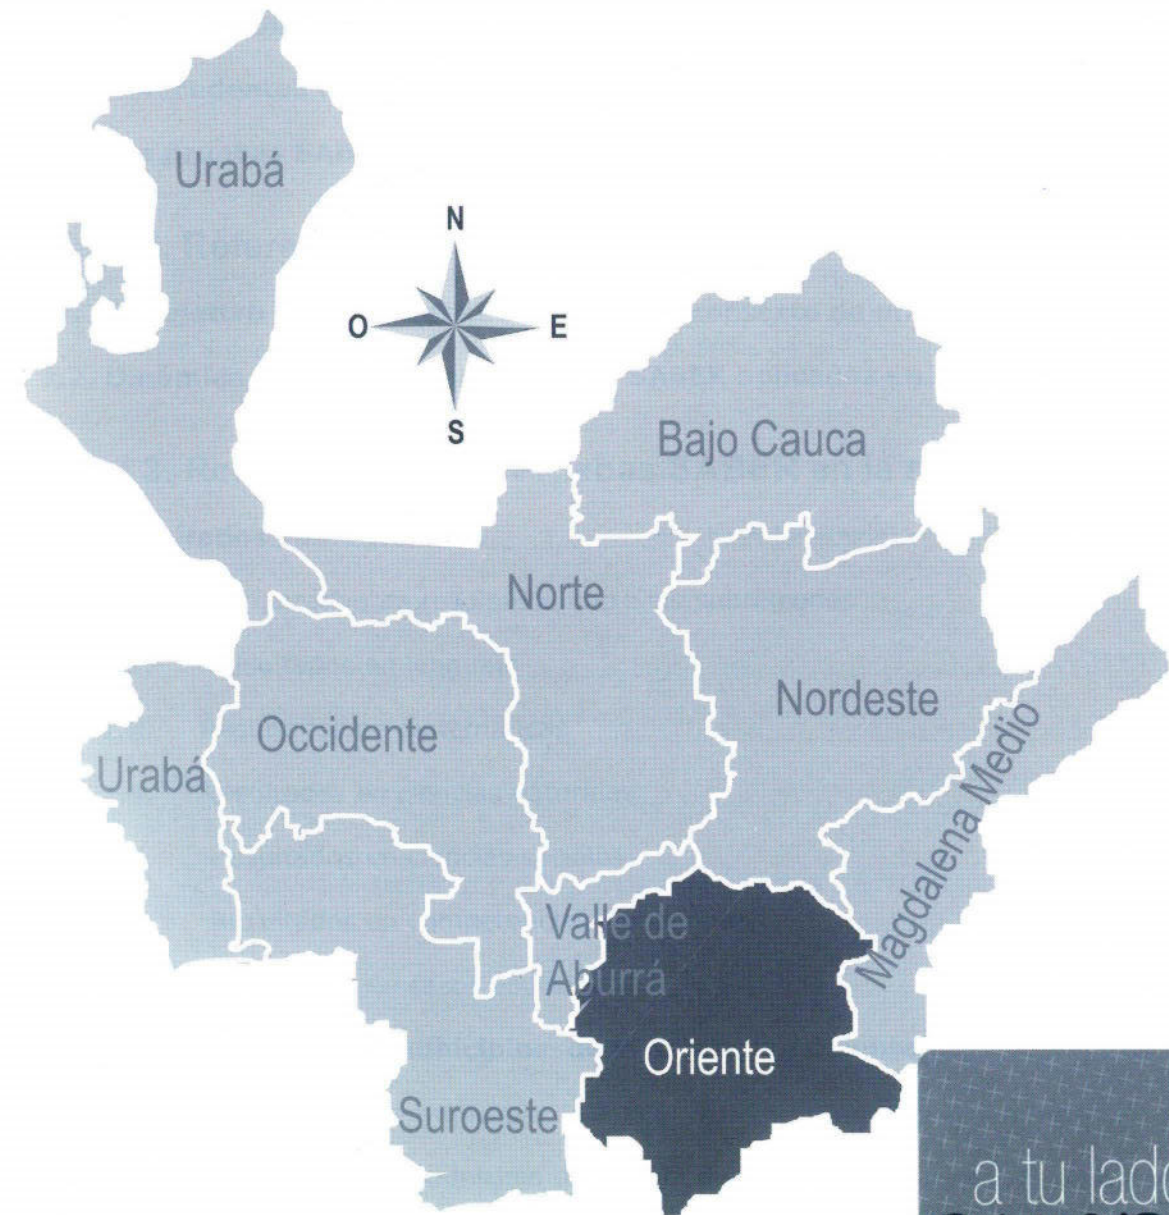 Urabá
N
O
E
S
Bajo Cauca
Norte
Nordeste
Occidente
Urabá
Magdalena Medio
Valle de
Aburrá
Oriente
Suroeste
a tu lado